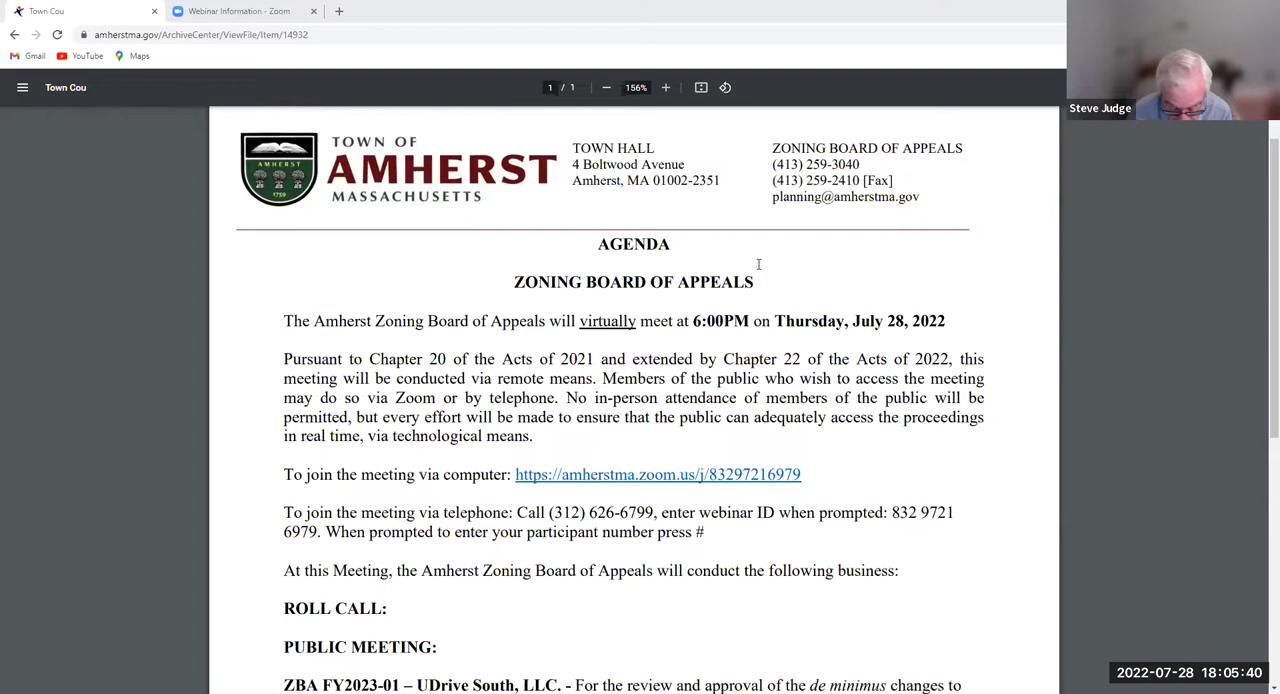 Town Cou
Webinar Information - Zoom
amherstma.gov/ArchiveCenter/ViewFile/Item/14932
Gmail YouTube Maps
Town Cou
1 / 1
156%
Steve Judge
1759
TOWN OF
AMHERST
MASSACHUSETTS
TOWN HALL
4 Boltwood Avenue
Amherst, MA 01002-2351
ZONING BOARD OF APPEALS
(413) 259-3040
(413) 259-2410 [Fax]
planning@amherstma.gov
AGENDA
ZONING BOARD OF APPEALS
The Amherst Zoning Board of Appeals will virtually meet at 6:00PM on Thursday, July 28, 2022
Pursuant to Chapter 20 of the Acts of 2021 and extended by Chapter 22 of the Acts of 2022, this
meeting will be conducted via remote means. Members of the public who wish to access the meeting
may do so via Zoom or by telephone. No in-person attendance of members of the public will be
permitted, but every effort will be made to ensure that the public can adequately access the proceedings
in real time, via technological means.
To join the meeting via computer: https://amherstma.zoom.us/j/83297216979
To join the meeting via telephone: Call (312) 626-6799, enter webinar ID when prompted: 832 9721
6979. When prompted to enter your participant number press #
At this Meeting, the Amherst Zoning Board of Appeals will conduct the following business:
ROLL CALL:
PUBLIC MEETING:
ZBA FY2023-01 – UDrive South, LLC. - For the review and approval of the de minimus changes to
2022-07-28 18:05:40